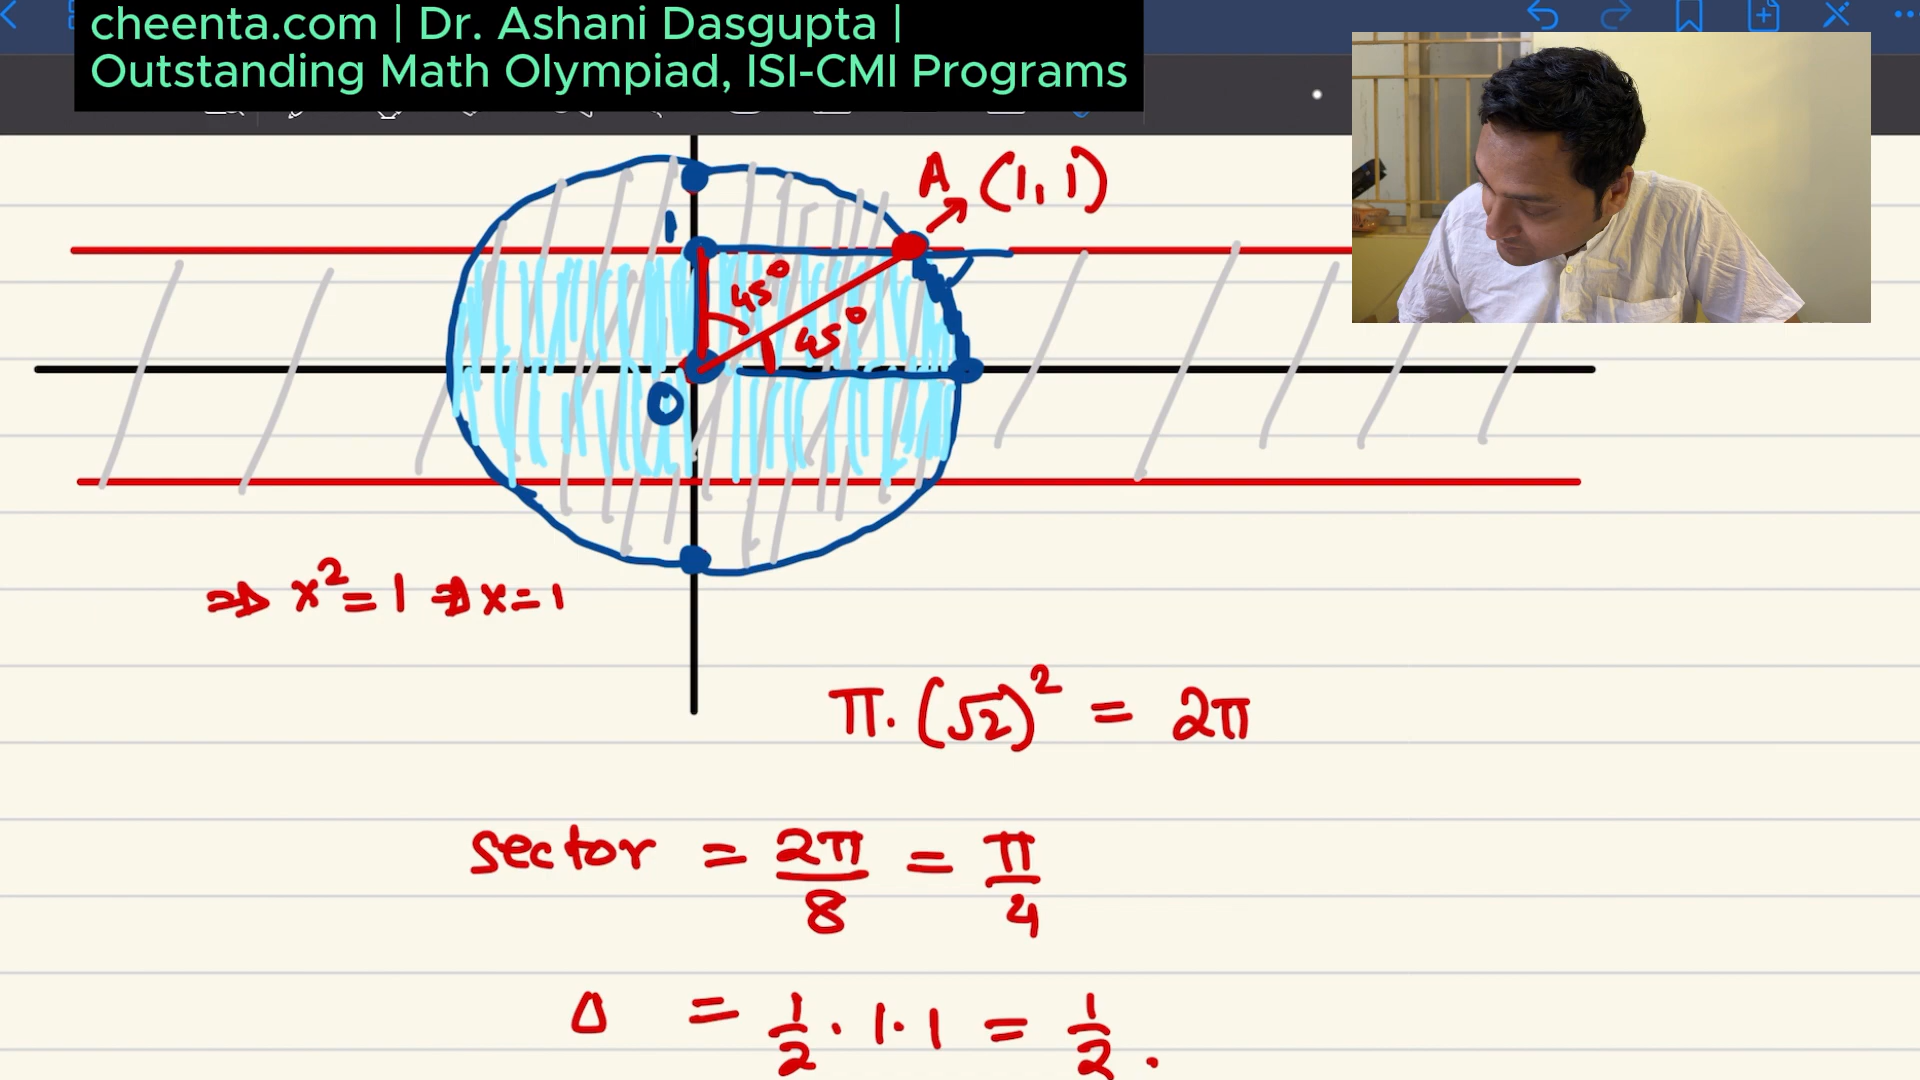 cheenta.com | Dr. Ashani Dasgupta |
Outstanding Math Olympiad, ISI-CMI Programs
A (1, 1)
1
45°
45°
0
⇒ x² = 1 ⇒ x = 1
π. (√2)² = 2π
sector = 2π/8 = π/4
Δ = 1/2 . 1 . 1 = 1/2 .